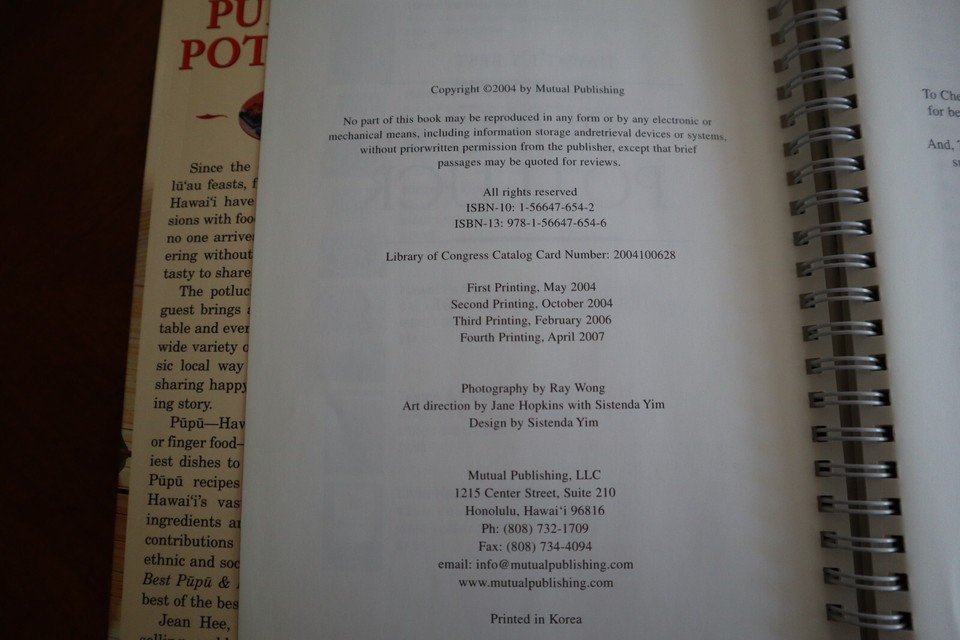 PU
POT
Since the
lūʻau feasts, f
Hawaiʻi have
sions with foo
no one arrive
ering without
tasty to share
The potluc
guest brings
table and ever
wide variety o
sic local way
sharing happy
ing story.
Pūpū—Haw
or finger food—
iest dishes to
Pūpū recipes
Hawaiʻi's vas
ingredients a
contributions
ethnic and soc
Best Pūpū &
best of the bes
Jean Hee,
Copyright ©2004 by Mutual Publishing
No part of this book may be reproduced in any form or by any electronic or
mechanical means, including information storage andretrieval devices or systems,
without priorwritten permission from the publisher, except that brief
passages may be quoted for reviews.
All rights reserved
ISBN-10: 1-56647-654-2
ISBN-13: 978-1-56647-654-6
Library of Congress Catalog Card Number: 2004100628
First Printing, May 2004
Second Printing, October 2004
Third Printing, February 2006
Fourth Printing, April 2007
Photography by Ray Wong
Art direction by Jane Hopkins with Sistenda Yim
Design by Sistenda Yim
Mutual Publishing, LLC
1215 Center Street, Suite 210
Honolulu, Hawaiʻi 96816
Ph: (808) 732-1709
Fax: (808) 734-4094
email: info@mutualpublishing.com
www.mutualpublishing.com
Printed in Korea
To Che
for be
And,
s